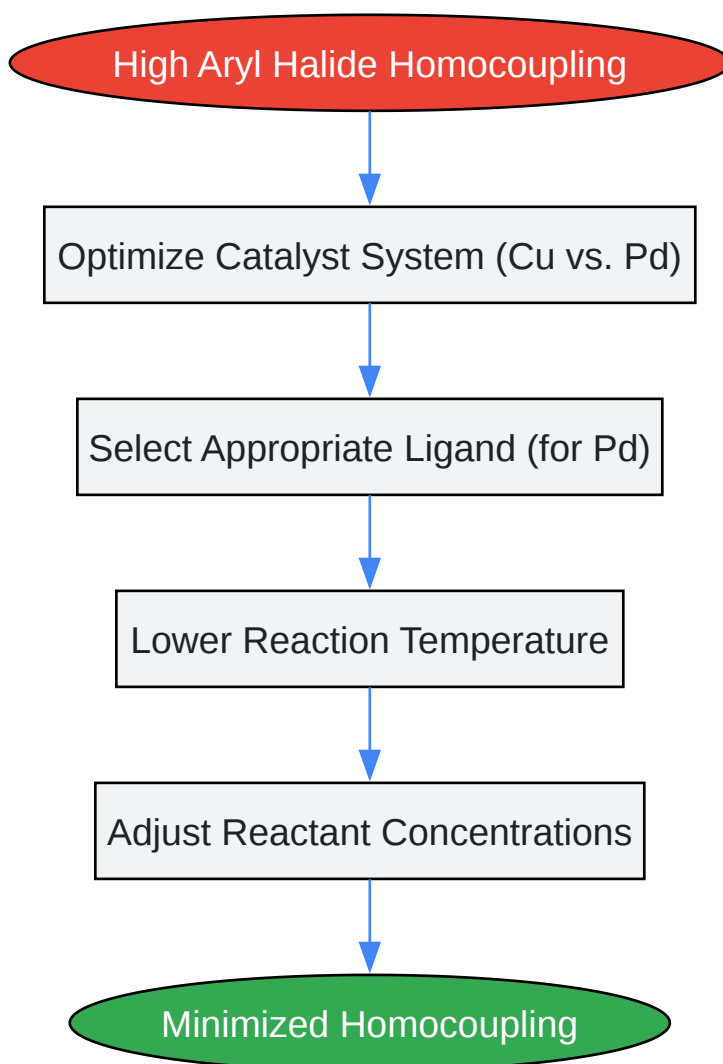 High Aryl Halide Homocoupling
Optimize Catalyst System (Cu vs. Pd)
Select Appropriate Ligand (for Pd)
Lower Reaction Temperature
Adjust Reactant Concentrations
Minimized Homocoupling